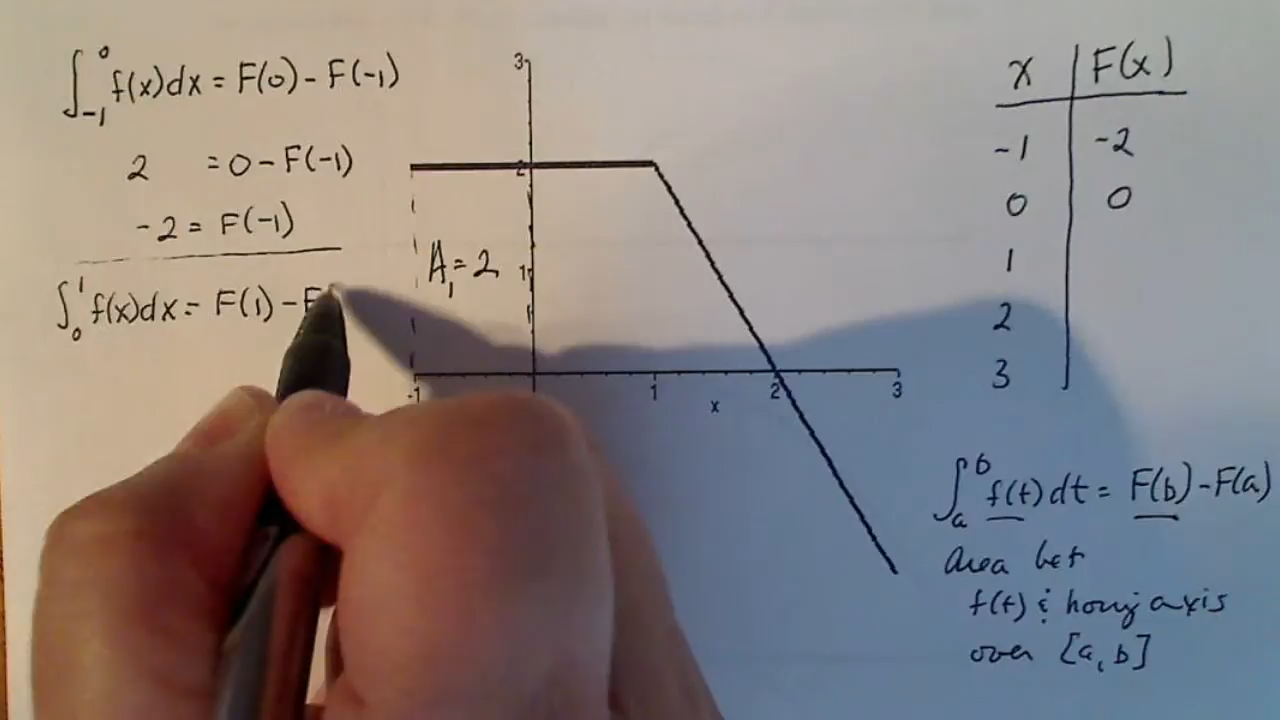 ∫₋₁⁰ f(x)dx = F(0) - F(-1)
2 = 0 - F(-1)
-2 = F(-1)
∫₀¹ f(x)dx = F(1) - F
3
2
1
A₁ = 2
-1 1 2 3
x
x F(x)
-1 -2
0 0
1
2
3
∫ₐᵇ f(t)dt = F(b) - F(a)
Area bet
f(t) & horiz axis
over [a, b]